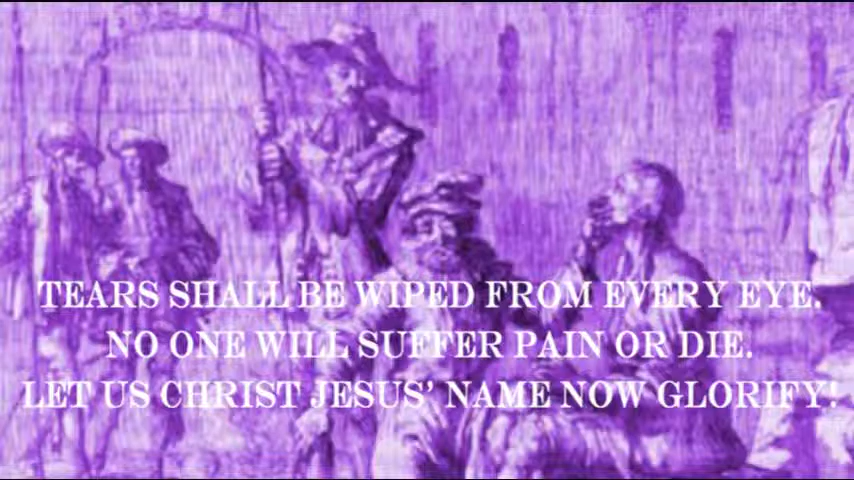 TEARS SHALL BE WIPED FROM EVERY EYE.
NO ONE WILL SUFFER PAIN OR DIE.
LET US CHRIST JESUS’ NAME NOW GLORIFY!